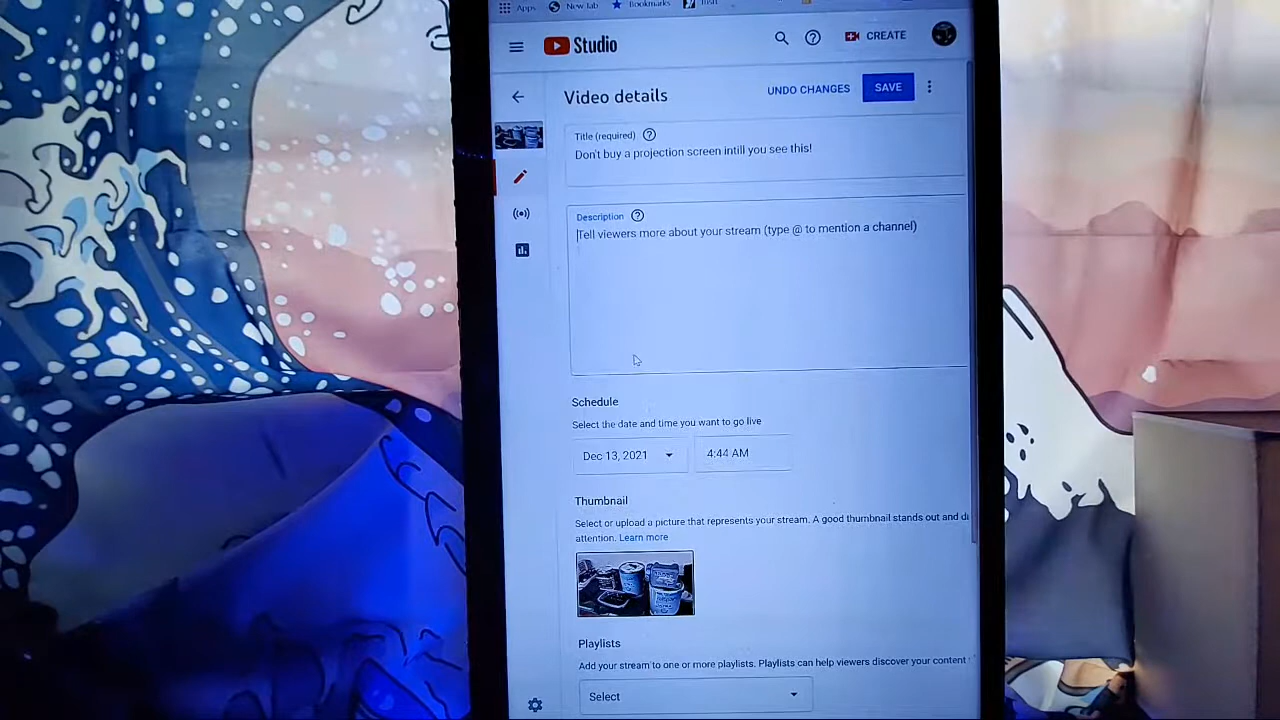 Apps New Tab Bookmarks
Studio
CREATE
Video details
UNDO CHANGES
SAVE
Title (required)
Don't buy a projection screen intill you see this!
Description
Tell viewers more about your stream (type @ to mention a channel)
Schedule
Select the date and time you want to go live
Dec 13, 2021
4:44 AM
Thumbnail
Select or upload a picture that represents your stream. A good thumbnail stands out and
attention. Learn more
Playlists
Add your stream to one or more playlists. Playlists can help viewers discover your content
Select